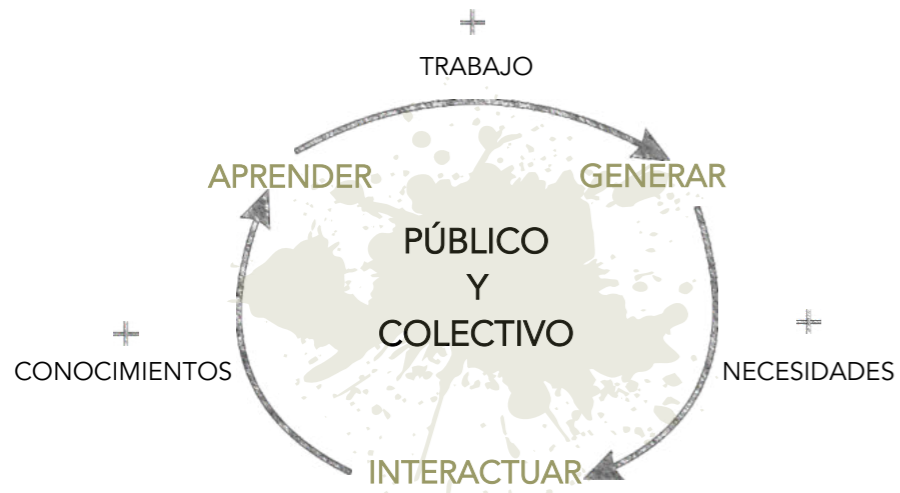 +
TRABAJO
APRENDER
GENERAR
PÚBLICO
Y
COLECTIVO
+
CONOCIMIENTOS
+
NECESIDADES
INTERACTUAR